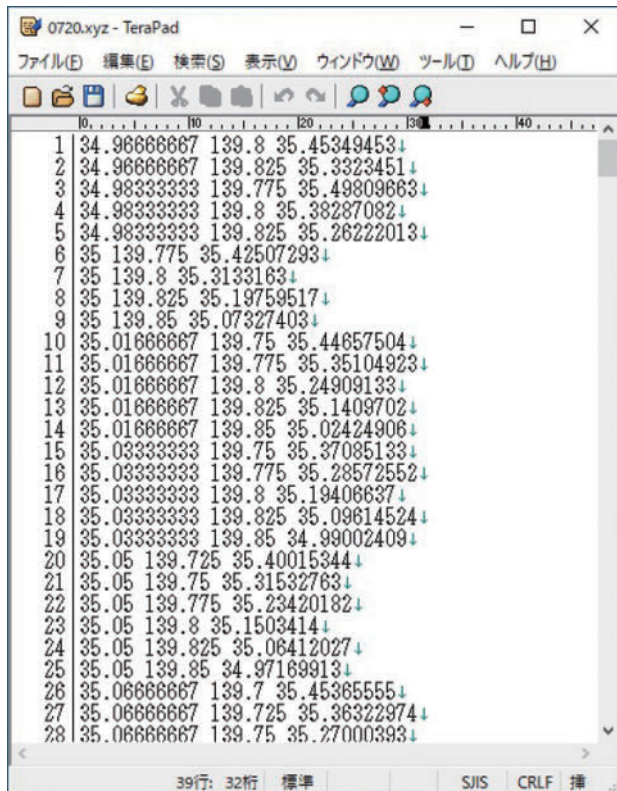 0720.xyz - TeraPad
ファイル(F) 編集(E) 検索(S) 表示(V) ウィンドウ(W) ツール(T) ヘルプ(H)
0 10 20 30 40
1 34.96666667 139.8 35.45349453↓
2 34.96666667 139.825 35.3323451↓
3 34.98333333 139.775 35.49809663↓
4 34.98333333 139.8 35.38287082↓
5 34.98333333 139.825 35.26222013↓
6 35 139.775 35.42507293↓
7 35 139.8 35.3133163↓
8 35 139.825 35.19759517↓
9 35 139.85 35.07327403↓
10 35.01666667 139.75 35.44657504↓
11 35.01666667 139.775 35.35104923↓
12 35.01666667 139.8 35.24909133↓
13 35.01666667 139.825 35.1409702↓
14 35.01666667 139.85 35.02424906↓
15 35.03333333 139.75 35.37085133↓
16 35.03333333 139.775 35.28572552↓
17 35.03333333 139.8 35.19406637↓
18 35.03333333 139.825 35.09614524↓
19 35.03333333 139.85 34.99002409↓
20 35.05 139.725 35.40015344↓
21 35.05 139.75 35.31532763↓
22 35.05 139.775 35.23420182↓
23 35.05 139.8 35.1503414↓
24 35.05 139.825 35.06412027↓
25 35.05 139.85 34.97169913↓
26 35.06666667 139.7 35.45365555↓
27 35.06666667 139.725 35.36322974↓
28 35.06666667 139.75 35.27000393↓
39行: 32桁 標準 SJIS CRLF 挿